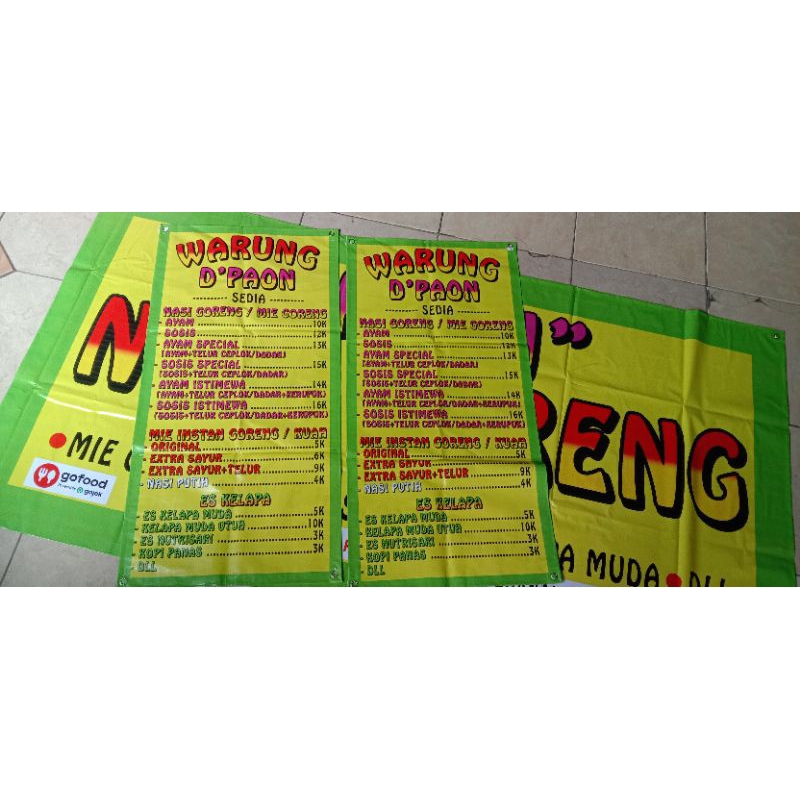 WARUNG
D'PAON
SEDIA
NASI GORENG / MIE GORENG
- AYAM 10K
- SOSIS 12K
- AYAM SPECIAL 13K
(AYAM+TELUR CEPLOK/DADAR)
- SOSIS SPECIAL 15K
(SOSIS+TELUR CEPLOK/DADAR)
- AYAM ISTIMEWA 14K
(AYAM+TELUR CEPLOK/DADAR+KERUPUK)
- SOSIS ISTIMEWA 16K
(SOSIS+TELUR CEPLOK/DADAR+KERUPUK)
MIE INSTAN GORENG / KUAH
- ORIGINAL 5K
- EXTRA SAYUR 6K
- EXTRA SAYUR+TELUR 9K
- NASI PUTIH 4K
ES KELAPA
- ES KELAPA MUDA 5K
- KELAPA MUDA UTUH 10K
- ES NUTRISARI 3K
- KOPI PANAS 3K
- DLL
WARUNG
D'PAON
SEDIA
NASI GORENG / MIE GORENG
- AYAM 10K
- SOSIS 12K
- AYAM SPECIAL 13K
(AYAM+TELUR CEPLOK/DADAR)
- SOSIS SPECIAL 15K
(SOSIS+TELUR CEPLOK/DADAR)
- AYAM ISTIMEWA 14K
(AYAM+TELUR CEPLOK/DADAR+KERUPUK)
- SOSIS ISTIMEWA 16K
(SOSIS+TELUR CEPLOK/DADAR+KERUPUK)
MIE INSTAN GORENG / KUAH
- ORIGINAL 5K
- EXTRA SAYUR
- EXTRA SAYUR+TELUR 9K
- NASI PUTIH 4K
ES KELAPA
- ES KELAPA MUDA 5K
- KELAPA MUDA UTUH 10K
- ES NUTRISARI 3K
- KOPI PANAS 3K
- DLL
N
ENG
•MIE
A MUDA •DLL
gofood
gojek